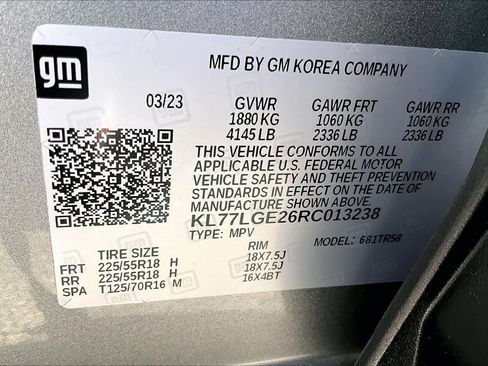 gm
MFD BY GM KOREA COMPANY
03/23 GVWR GAWR FRT GAWR RR
1880 KG 1060 KG 1060 KG
4145 LB 2336 LB 2336 LB
THIS VEHICLE CONFORMS TO ALL
APPLICABLE U.S. FEDERAL MOTOR
VEHICLE SAFETY AND THEFT PREVENTION
STANDARDS IN EFFECT ON THE DATE OF
MANUFACTURE SHOWN ABOVE.
KL77LGE26RC013238
TYPE: MPV MODEL: 681TR58
TIRE SIZE RIM
FRT 225/55R18 H 18X7.5J
RR 225/55R18 H 18X7.5J
SPA T125/70R16 M 16X4BT